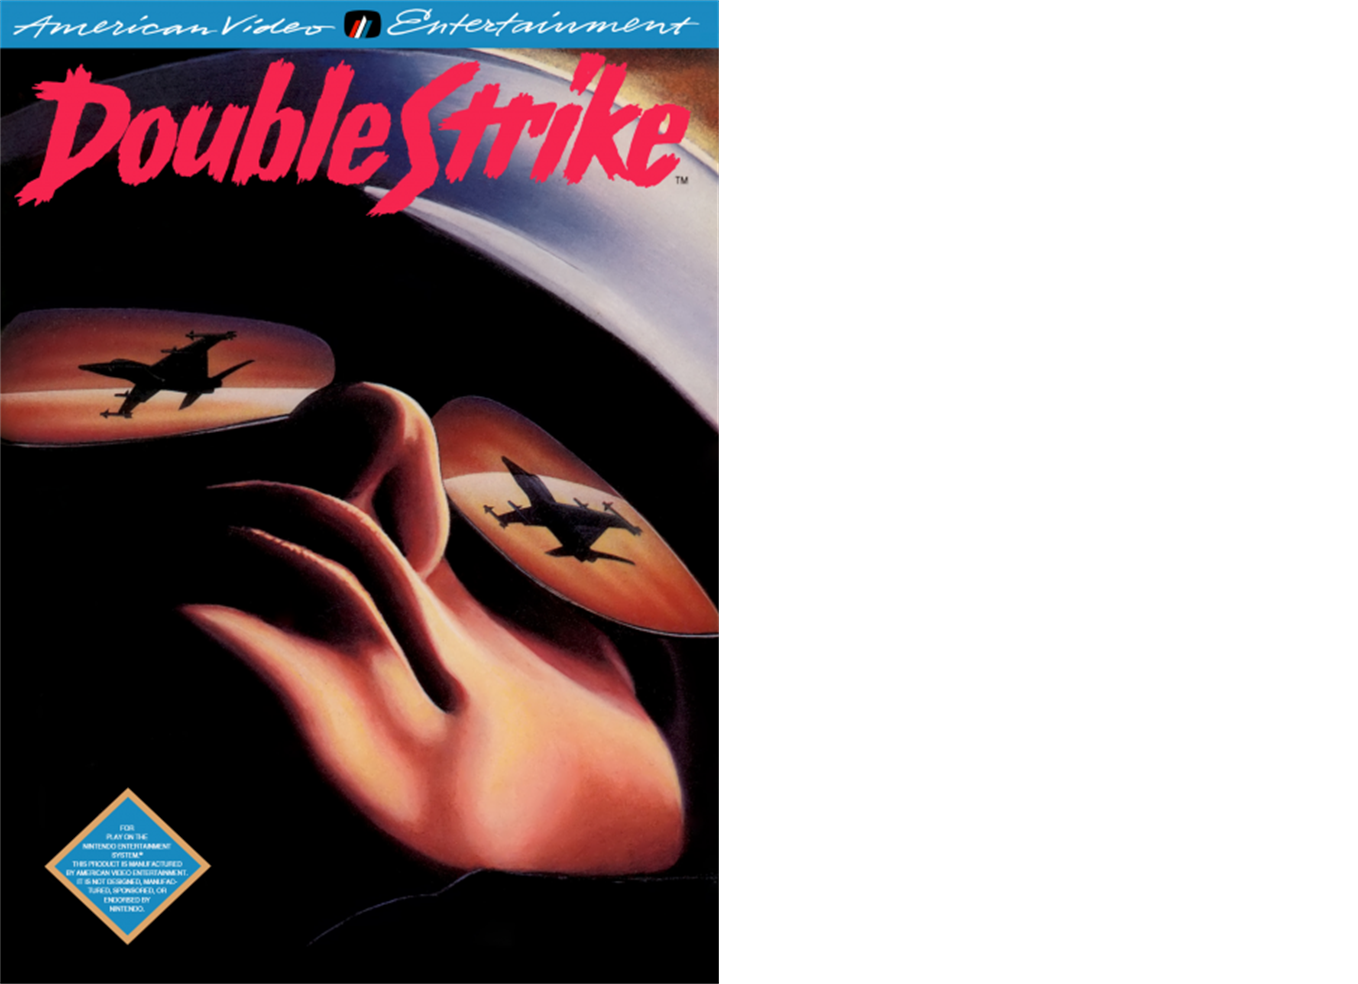 American Video Entertainment
Double Strike
TM
FOR
PLAY ON THE
NINTENDO ENTERTAINMENT
SYSTEM.®
THIS PRODUCT IS MANUFACTURED
BY AMERICAN VIDEO ENTERTAINMENT.
IT IS NOT DESIGNED, MANUFAC-
TURED, SPONSORED, OR
ENDORSED BY
NINTENDO.